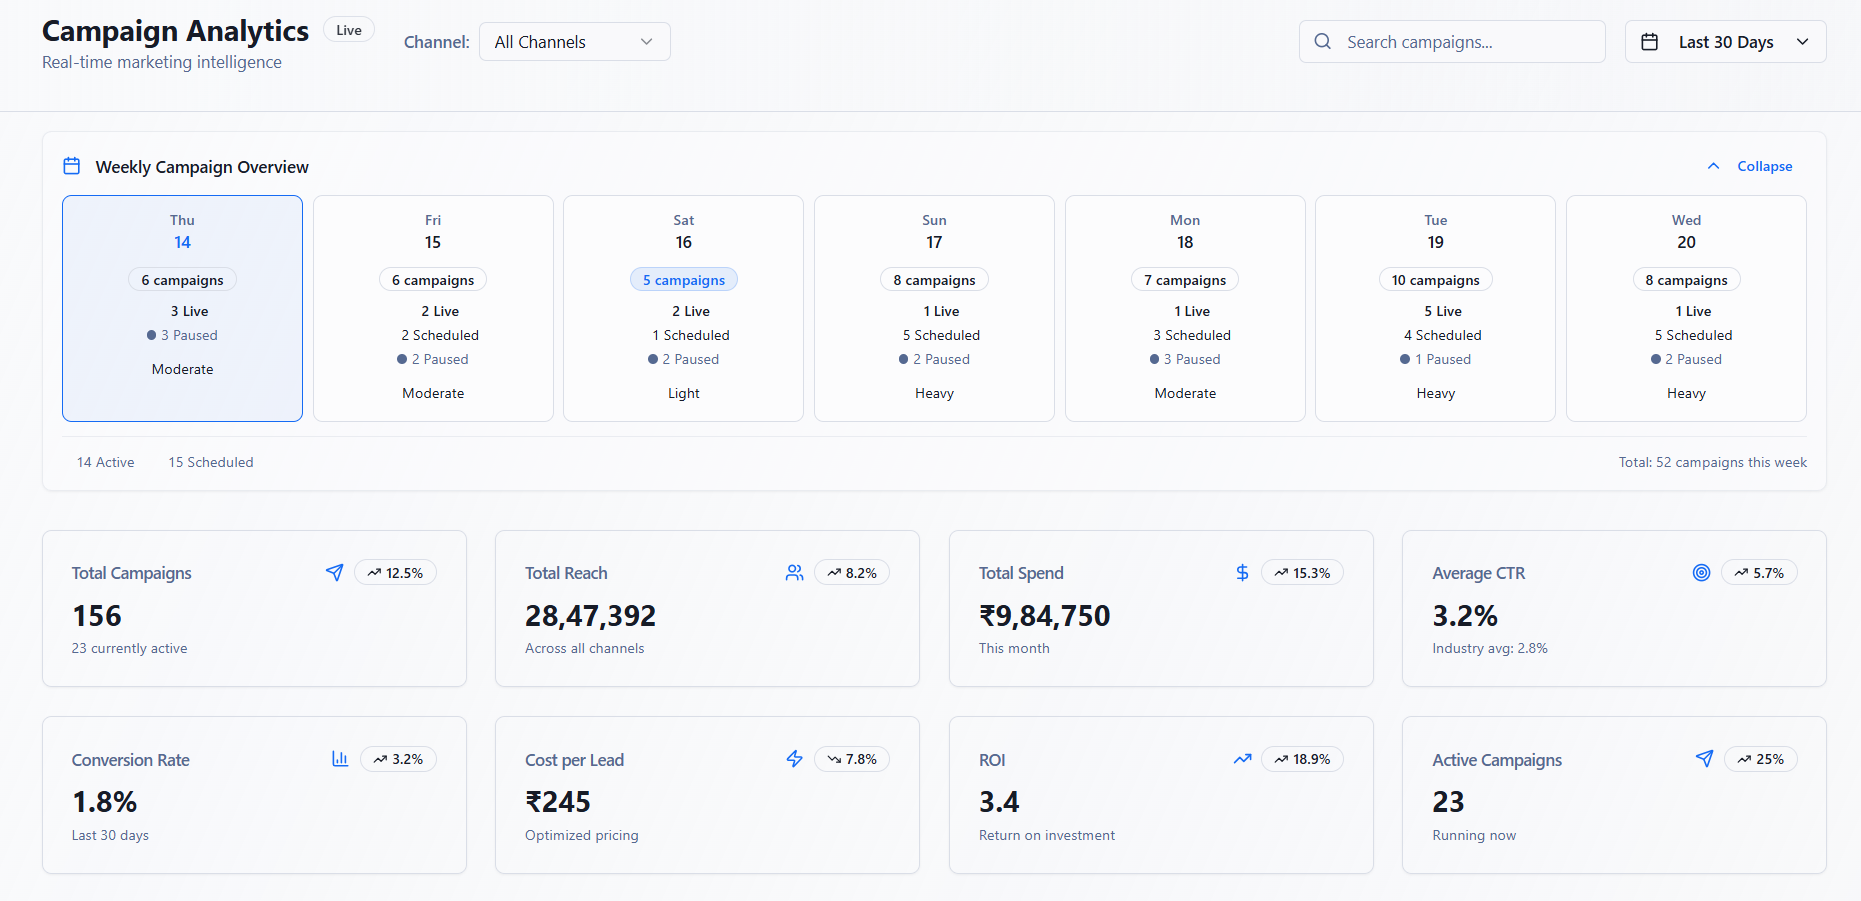 Campaign Analytics
Live
Real-time marketing intelligence
Channel:
All Channels
Search campaigns...
Last 30 Days
Weekly Campaign Overview
Collapse
Thu
14
6 campaigns
3 Live
3 Paused
Moderate
Fri
15
6 campaigns
2 Live
2 Scheduled
2 Paused
Moderate
Sat
16
5 campaigns
2 Live
1 Scheduled
2 Paused
Light
Sun
17
8 campaigns
1 Live
5 Scheduled
2 Paused
Heavy
Mon
18
7 campaigns
1 Live
3 Scheduled
3 Paused
Moderate
Tue
19
10 campaigns
5 Live
4 Scheduled
1 Paused
Heavy
Wed
20
8 campaigns
1 Live
5 Scheduled
2 Paused
Heavy
14 Active
15 Scheduled
Total: 52 campaigns this week
Total Campaigns
12.5%
156
23 currently active
Total Reach
8.2%
28,47,392
Across all channels
Total Spend
$
15.3%
₹9,84,750
This month
Average CTR
5.7%
3.2%
Industry avg: 2.8%
Conversion Rate
3.2%
1.8%
Last 30 days
Cost per Lead
7.8%
₹245
Optimized pricing
ROI
18.9%
3.4
Return on investment
Active Campaigns
25%
23
Running now